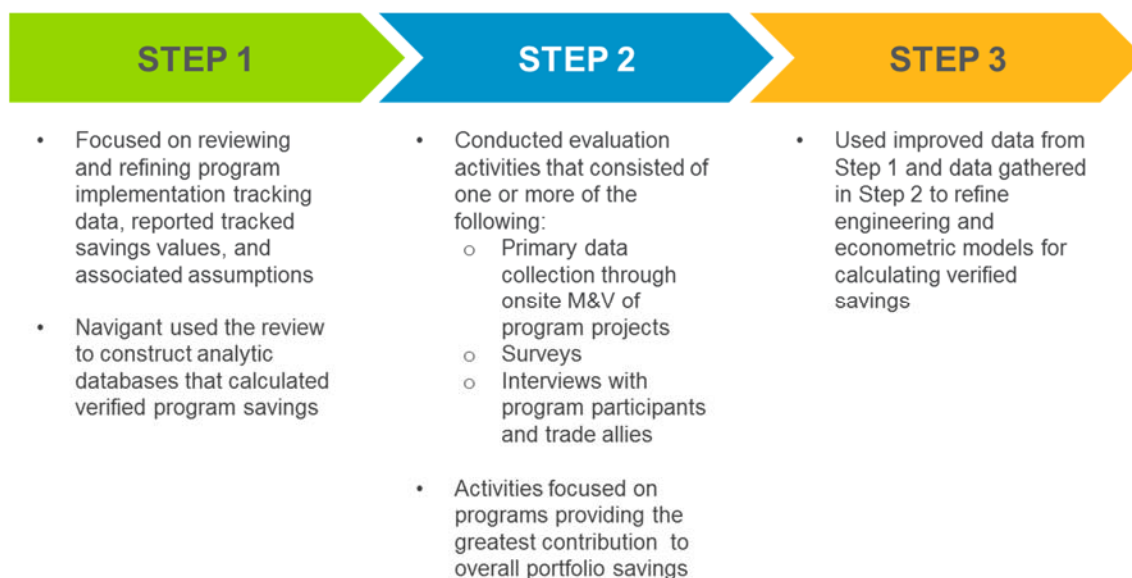 STEP 1
• Focused on reviewing
and refining program
implementation tracking
data, reported tracked
savings values, and
associated assumptions
• Navigant used the review
to construct analytic
databases that calculated
verified program savings
STEP 2
• Conducted evaluation
activities that consisted of
one or more of the
following:
o Primary data
collection through
onsite M&V of
program projects
o Surveys
o Interviews with
program participants
and trade allies
• Activities focused on
programs providing the
greatest contribution to
overall portfolio savings
STEP 3
• Used improved data from
Step 1 and data gathered
in Step 2 to refine
engineering and
econometric models for
calculating verified
savings